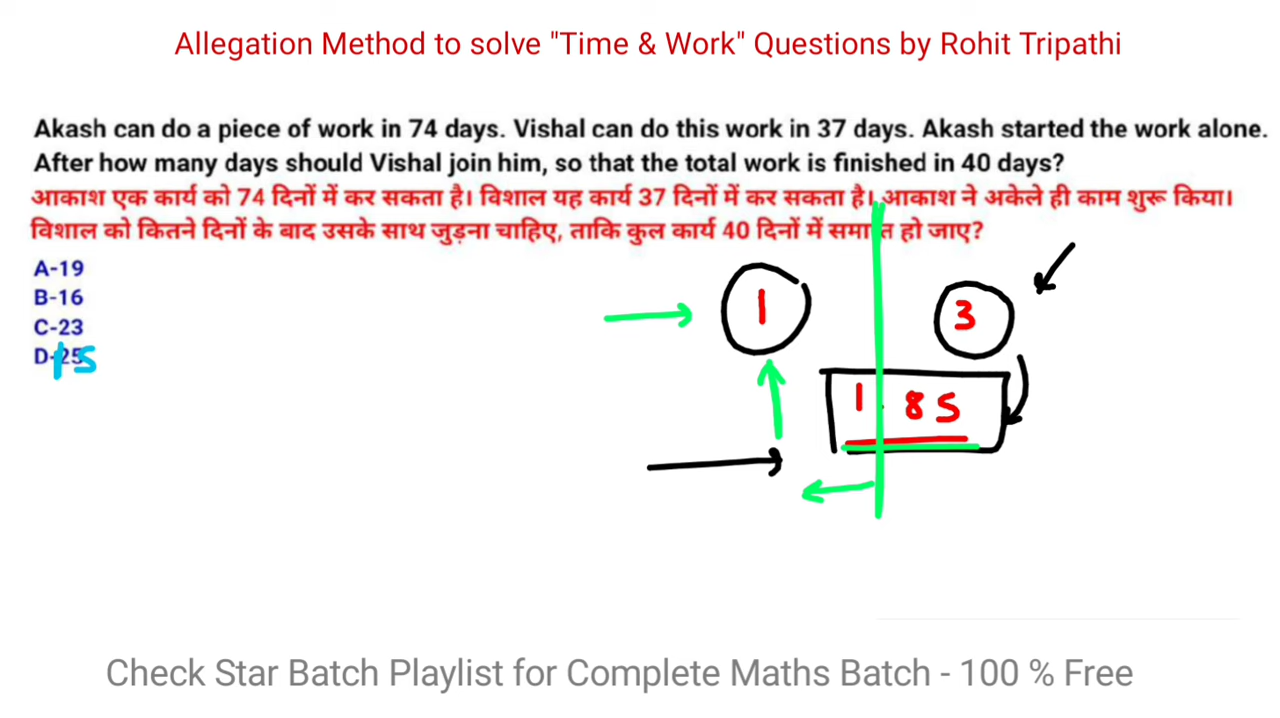 Allegation Method to solve "Time & Work" Questions by Rohit Tripathi
Akash can do a piece of work in 74 days. Vishal can do this work in 37 days. Akash started the work alone.
After how many days should Vishal join him, so that the total work is finished in 40 days?
आकाश एक कार्य को 74 दिनों में कर सकता है। विशाल यह कार्य 37 दिनों में कर सकता है। आकाश ने अकेले ही काम शुरू किया।
विशाल को कितने दिनों के बाद उसके साथ जुड़ना चाहिए, ताकि कुल कार्य 40 दिनों में समाप्त हो जाए?
A-19
B-16
C-23
D-25
15
1
3
1.85
Check Star Batch Playlist for Complete Maths Batch - 100 % Free